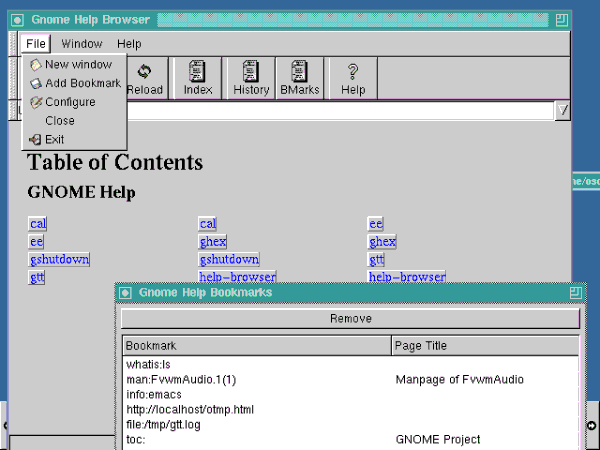 Gnome Help Browser
File Window Help
New window
Add Bookmark
Configure
Close
Exit
Reload Index History BMarks Help
Table of Contents
GNOME Help
cal cal ee
ee ghex ghex
gshutdown gshutdown gtt
gtt help-browser help-browser
Gnome Help Bookmarks
Remove
Bookmark Page Title
whatis:ls
man:FvwmAudio.1(1) Manpage of FvwmAudio
info:emacs
http://localhost/otmp.html
file:/tmp/gtt.log
toc: GNOME Project